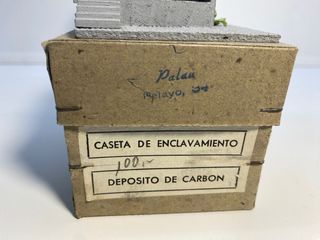 Palau
Pelayo, 34
CASETA DE ENCLAVAMIENTO
100.-
DEPOSITO DE CARBON